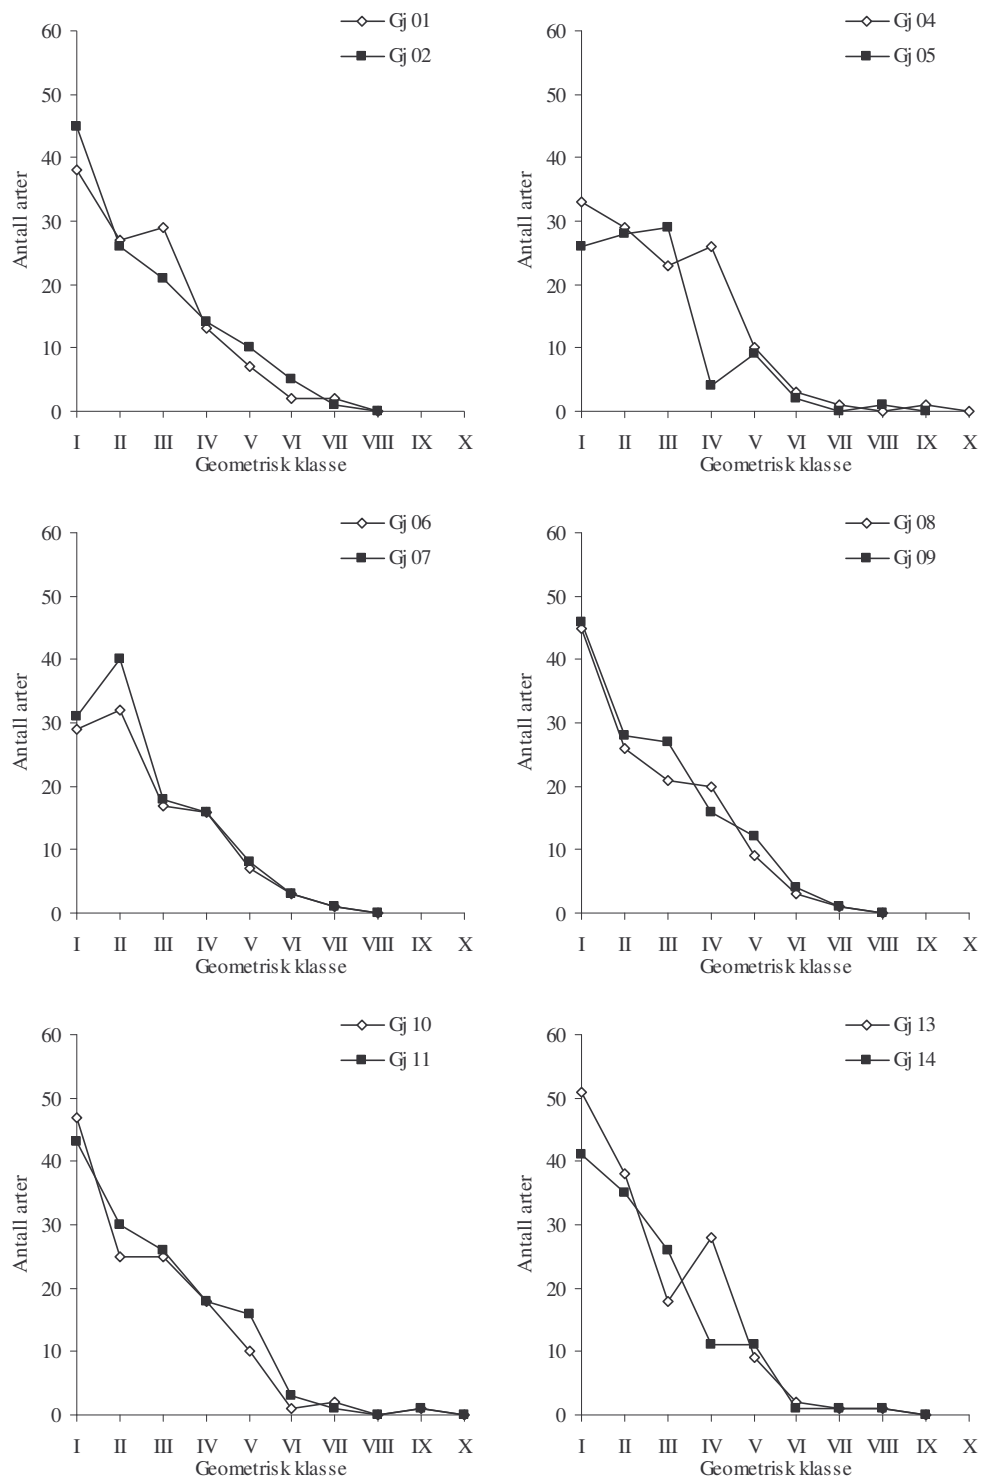 Gj 01
Gj 02
60
50
40
30
20
10
0
Antall arter
I II III IV V VI VII VIII IX X
Geometrisk klasse
Gj 04
Gj 05
60
50
40
30
20
10
0
Antall arter
I II III IV V VI VII VIII IX X
Geometrisk klasse
Gj 06
Gj 07
60
50
40
30
20
10
0
Antall arter
I II III IV V VI VII VIII IX X
Geometrisk klasse
Gj 08
Gj 09
60
50
40
30
20
10
0
Antall arter
I II III IV V VI VII VIII IX X
Geometrisk klasse
Gj 10
Gj 11
60
50
40
30
20
10
0
Antall arter
I II III IV V VI VII VIII IX X
Geometrisk klasse
Gj 13
Gj 14
60
50
40
30
20
10
0
Antall arter
I II III IV V VI VII VIII IX X
Geometrisk klasse